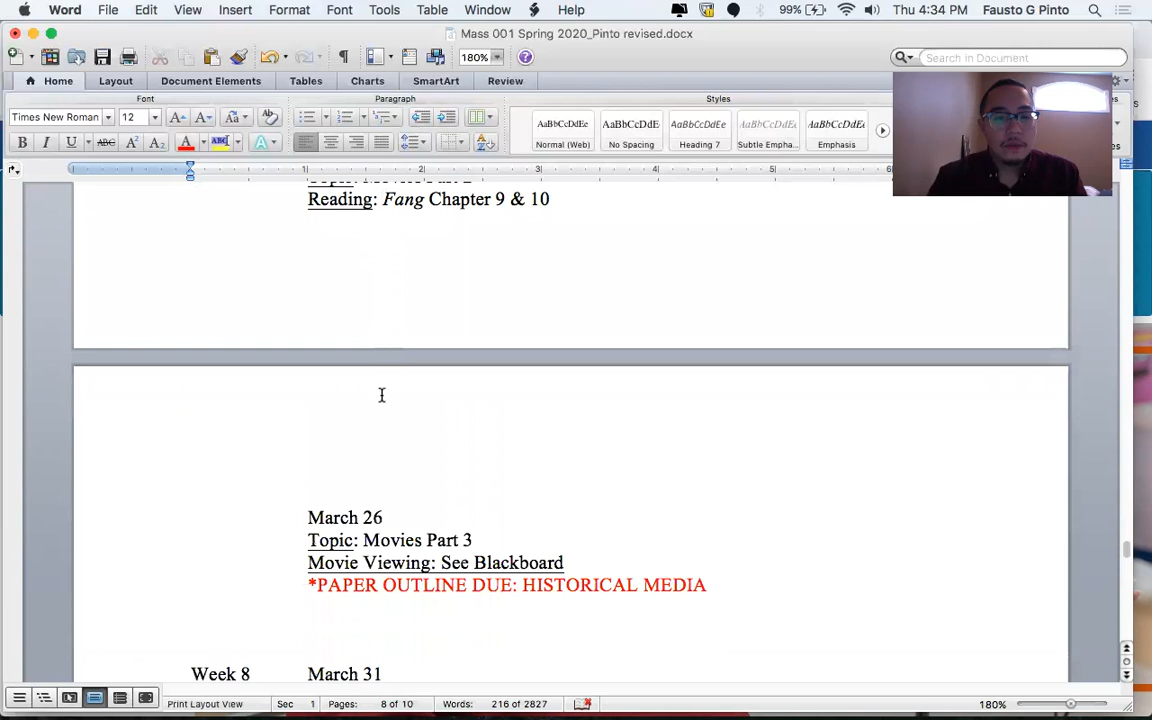 Word File Edit View Insert Format Font Tools Table Window Help 99% Thu 4:34 PM Fausto G Pinto
Mass 001 Spring 2020_Pinto revised.docx
180% Search in Document
Home Layout Document Elements Tables Charts SmartArt Review
Font Paragraph Styles
Times New Roman 12 AaBbCcDdEe AaBbCcDdE AaBbCcDdEe AaBbCcDdEe AaBbCcDdEe
Normal (Web) No Spacing Heading 7 Subtle Empha... Emphasis
Reading: Fang Chapter 9 & 10
March 26
Topic: Movies Part 3
Movie Viewing: See Blackboard
*PAPER OUTLINE DUE: HISTORICAL MEDIA
Week 8 March 31
Print Layout View Sec 1 Pages: 8 of 10 Words: 216 of 2827 180%